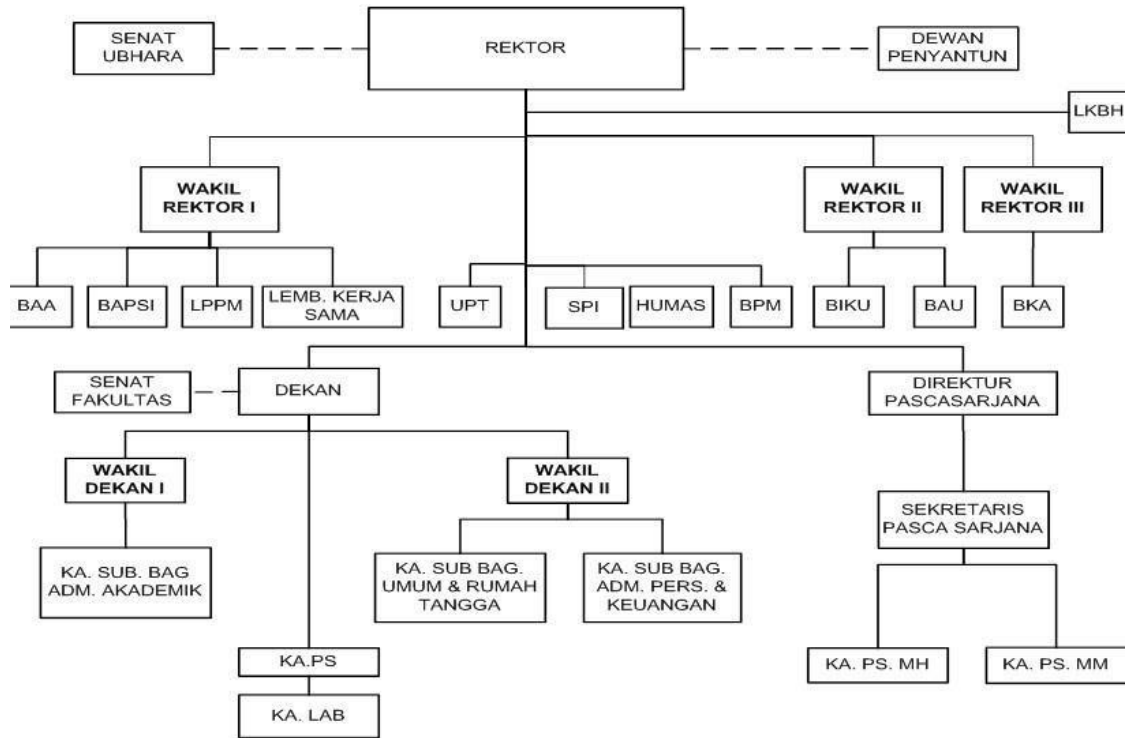 SENAT
UBHARA
REKTOR
DEWAN
PENYANTUN
LKBH
WAKIL
REKTOR I
WAKIL
REKTOR II
WAKIL
REKTOR III
BAA
BAPSI
LPPM
LEMB. KERJA
SAMA
UPT
SPI
HUMAS
BPM
BIKU
BAU
BKA
SENAT
FAKULTAS
DEKAN
DIREKTUR
PASCASARJANA
WAKIL
DEKAN I
WAKIL
DEKAN II
SEKRETARIS
PASCA SARJANA
KA. SUB. BAG
ADM. AKADEMIK
KA. SUB BAG.
UMUM & RUMAH
TANGGA
KA. SUB BAG.
ADM. PERS. &
KEUANGAN
KA.PS
KA. PS. MH
KA. PS. MM
KA. LAB